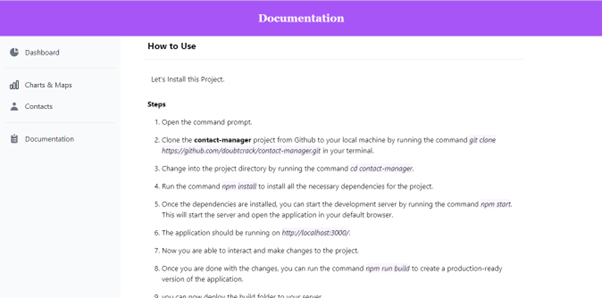 Documentation
Dashboard
Charts & Maps
Contacts
Documentation
How to Use
Let's Install this Project.
Steps
1. Open the command prompt.
2. Clone the contact-manager project from Github to your local machine by running the command git clone
https://github.com/doubtcrack/contact-manager.git in your terminal.
3. Change into the project directory by running the command cd contact-manager.
4. Run the command npm install to install all the necessary dependencies for the project.
5. Once the dependencies are installed, you can start the development server by running the command npm start.
This will start the server and open the application in your default browser.
6. The application should be running on http://localhost:3000/.
7. Now you are able to interact and make changes to the project.
8. Once you are done with the changes, you can run the command npm run build to create a production-ready
version of the application.
9. you can now deploy the build folder to your server.